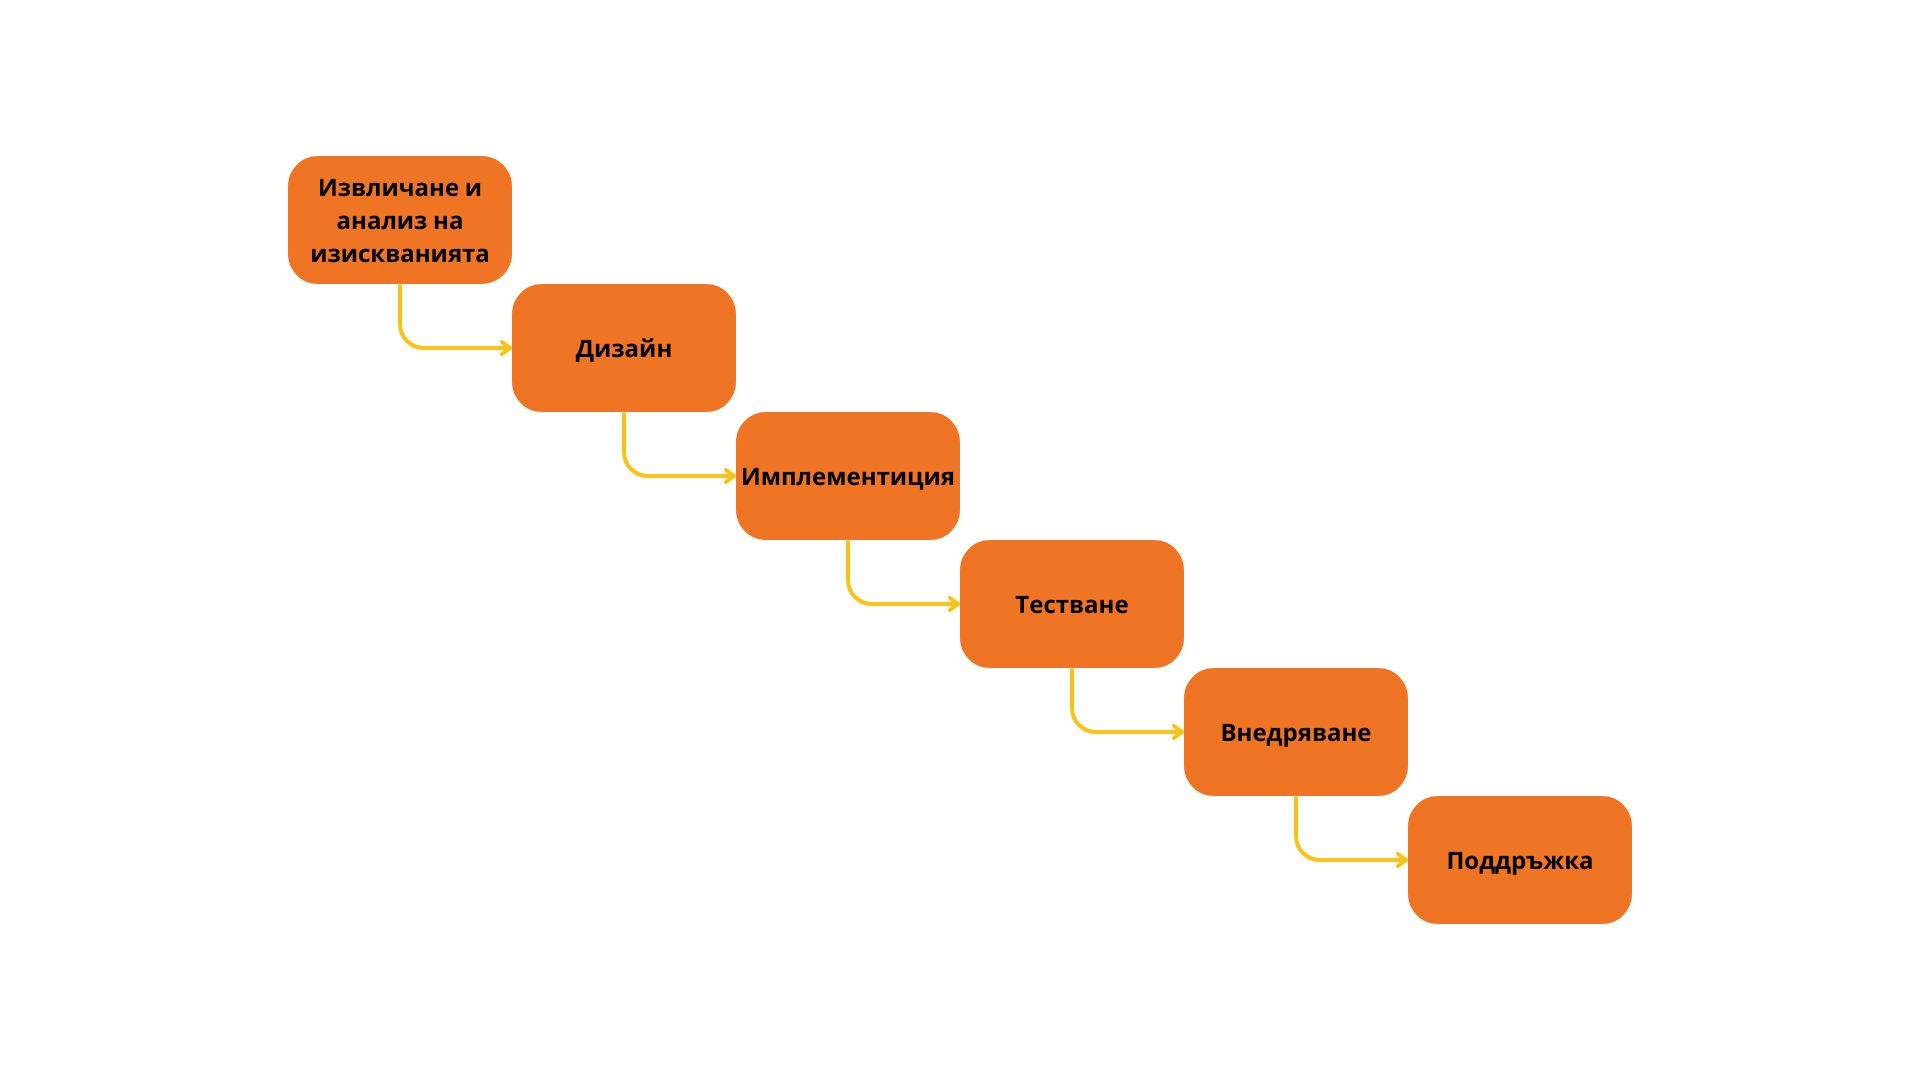 Извличане и
анализ на
изискванията
Дизайн
Имплементиция
Тестване
Внедряване
Поддръжка